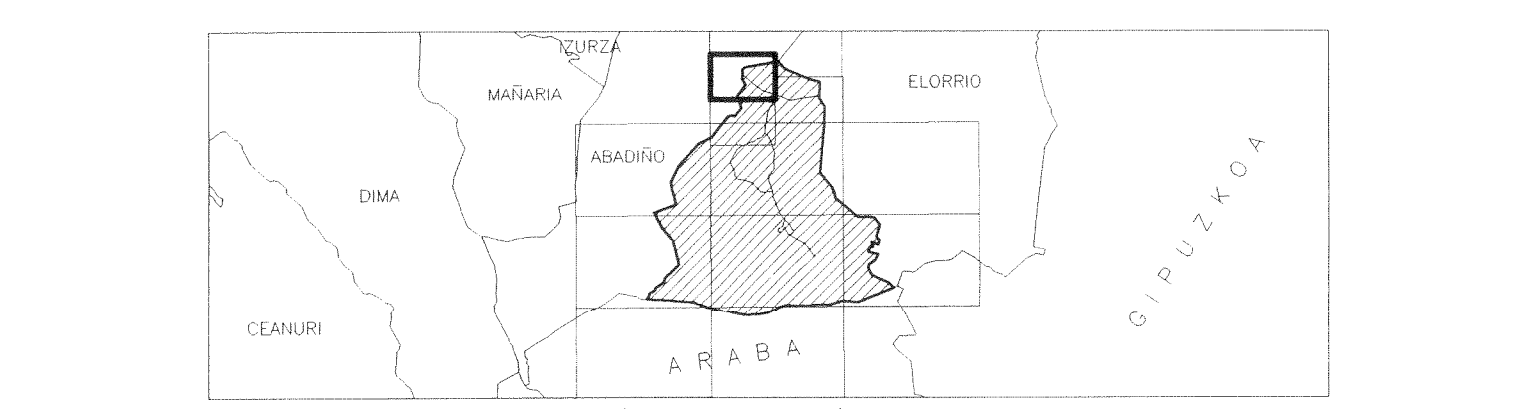 IZURZA
MAÑARIA
ELORRIO
ABADIÑO
DIMA
GIPUZKOA
CEANURI
ARABA